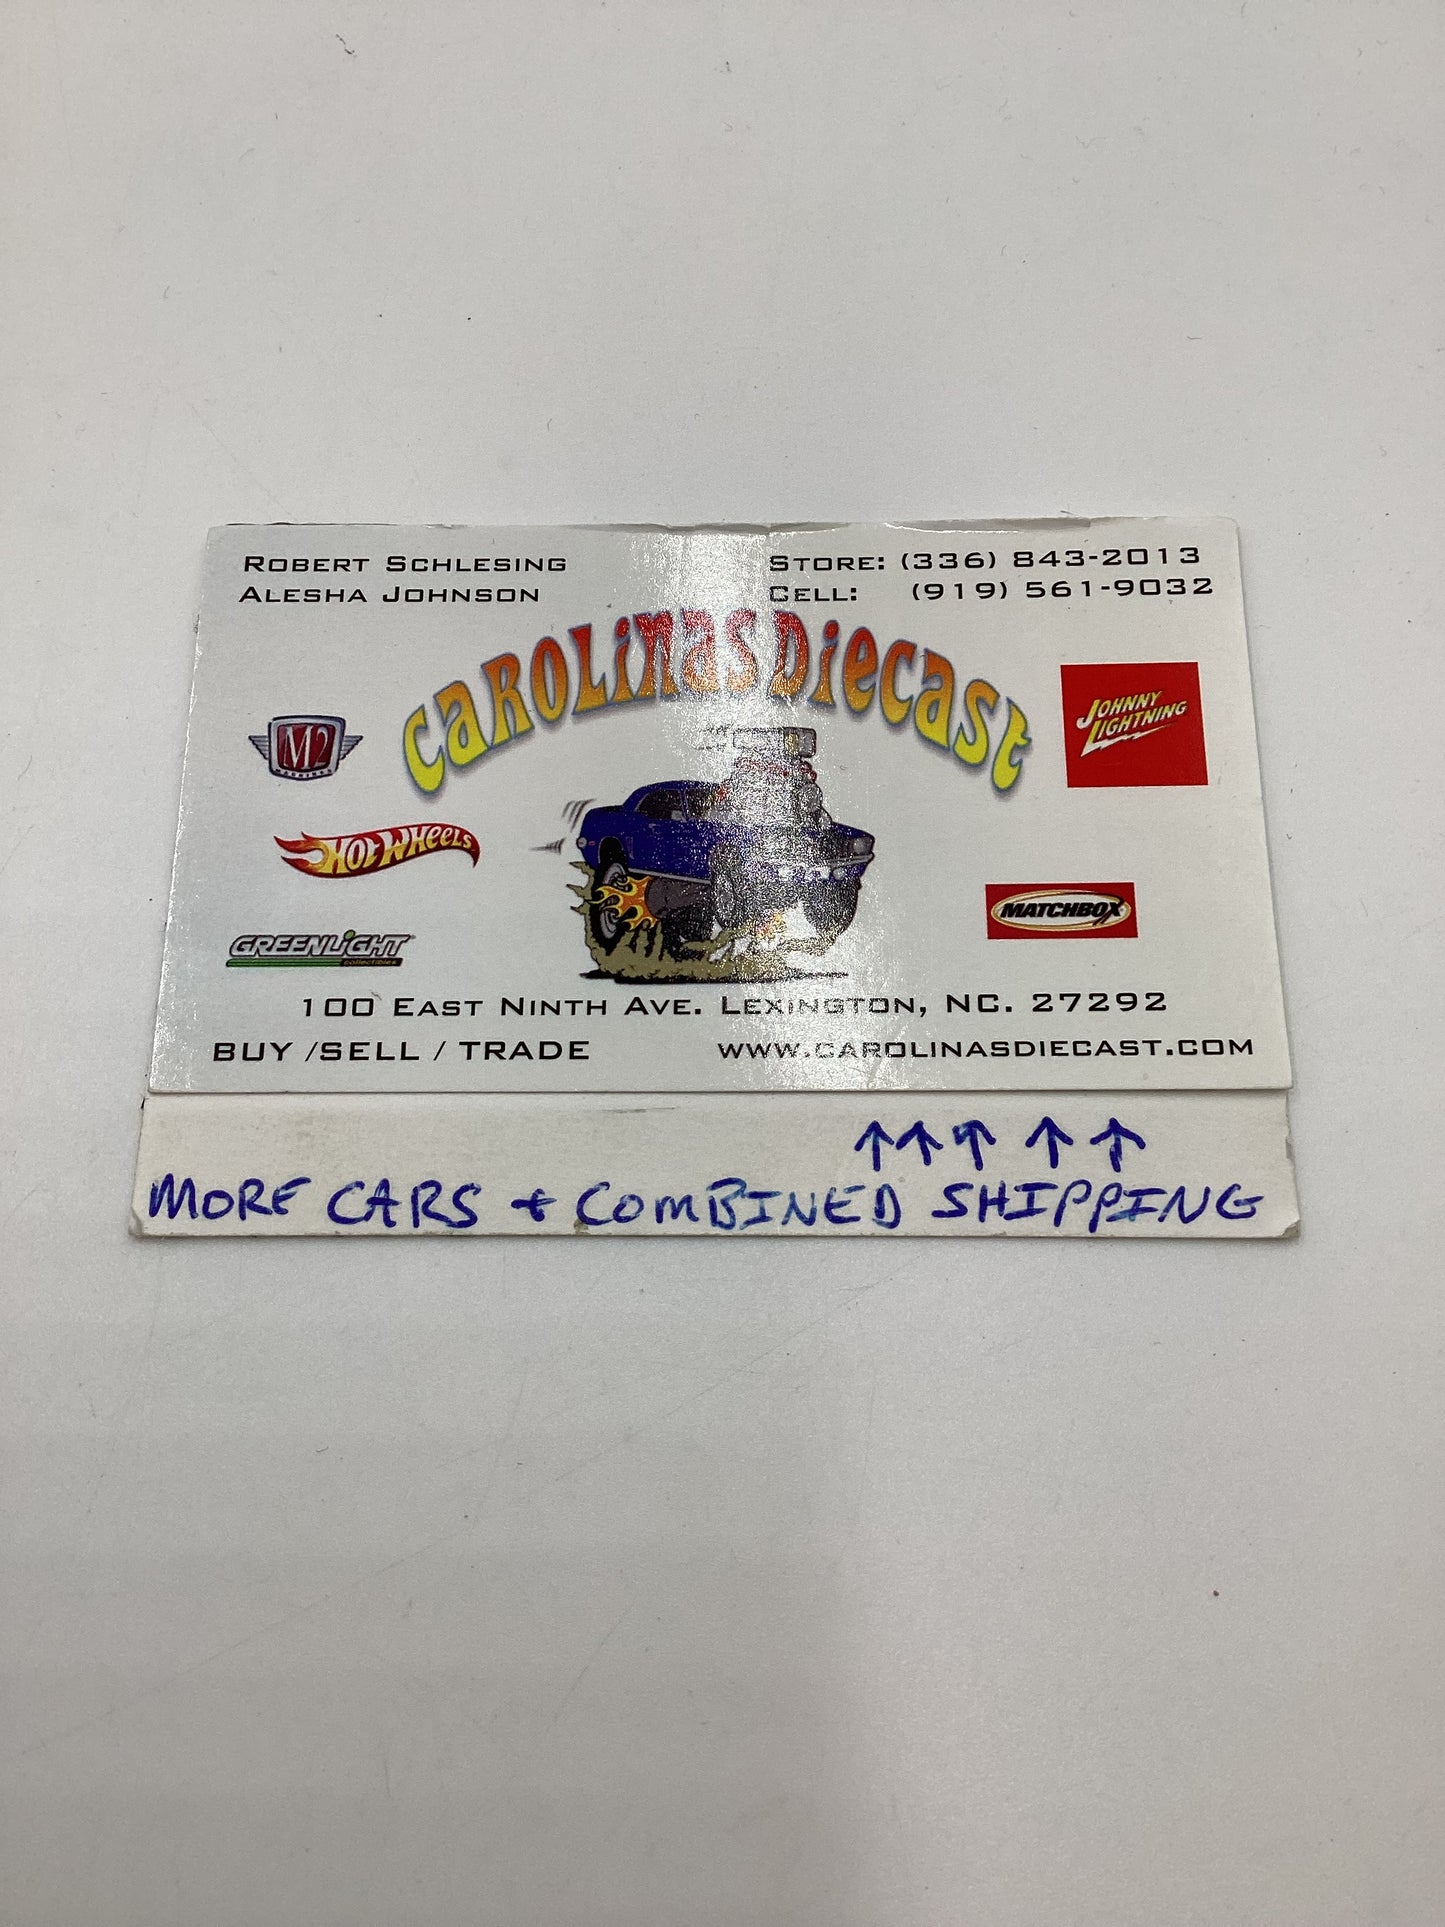 ROBERT SCHLESING
ALESHA JOHNSON
STORE: (336) 843-2013
CELL: (919) 561-9032
CAROLINAS DIECAST
M2
MACHINES
JOHNNY
LIGHTNING
HOT WHEELS
MATCHBOX
GREENLIGHT
collectibles
100 EAST NINTH AVE. LEXINGTON, NC. 27292
BUY /SELL / TRADE
WWW.CAROLINASDIECAST.COM
↑ ↑ ↑ ↑ ↑
MORE CARS + COMBINED SHIPPING